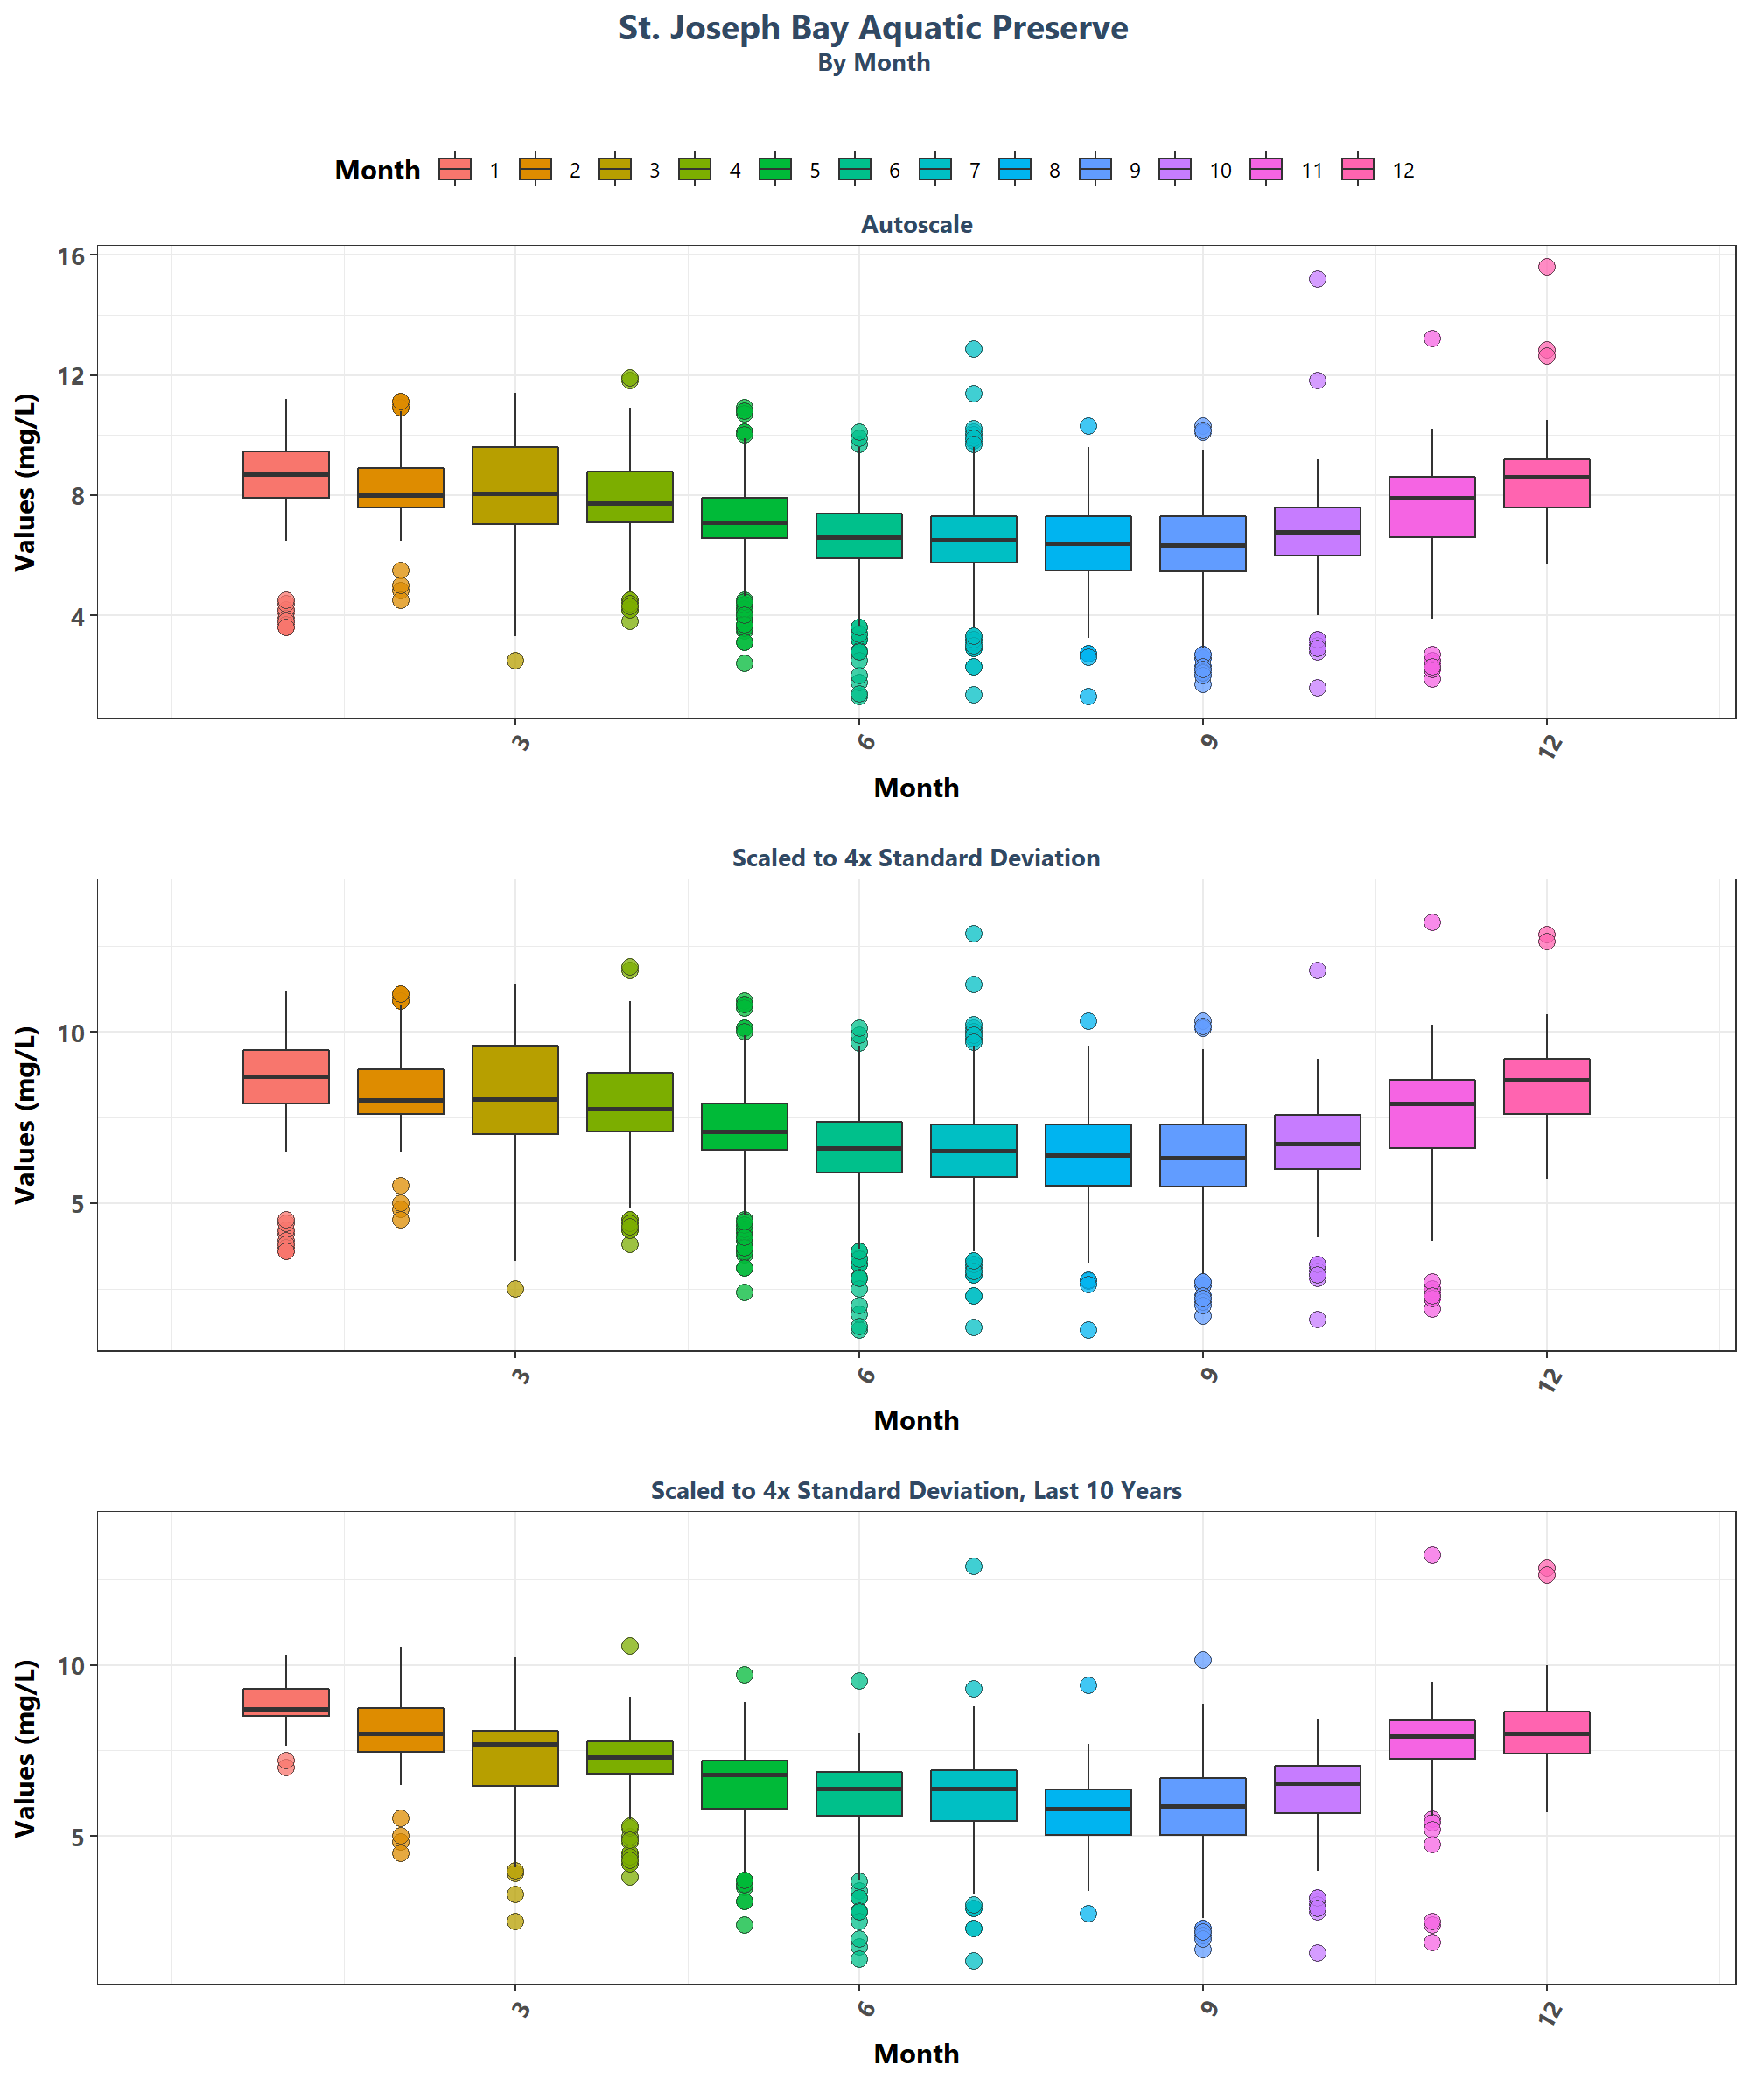 St. Joseph Bay Aquatic Preserve
By Month
Month 1 2 3 4 5 6 7 8 9 10 11 12
Autoscale
Values (mg/L)
16
12
8
4
3 6 9 12
Month
Scaled to 4x Standard Deviation
Values (mg/L)
10
5
3 6 9 12
Month
Scaled to 4x Standard Deviation, Last 10 Years
Values (mg/L)
10
5
3 6 9 12
Month